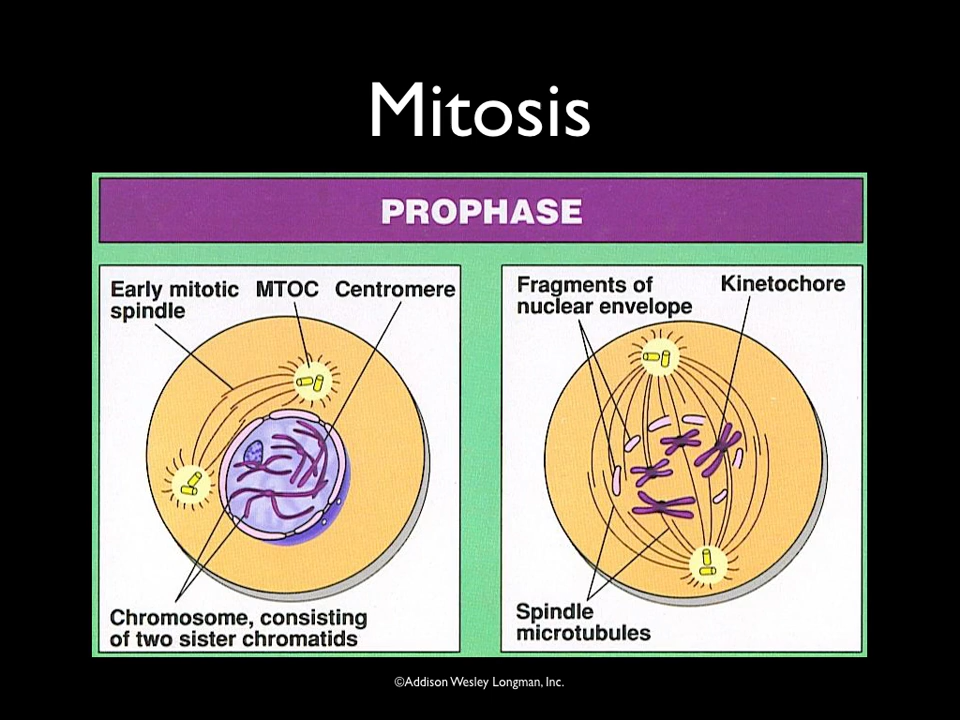 Mitosis
PROPHASE
Early mitotic MTOC Centromere
spindle
Chromosome, consisting
of two sister chromatids
Fragments of Kinetochore
nuclear envelope
Spindle
microtubules
©Addison Wesley Longman, Inc.